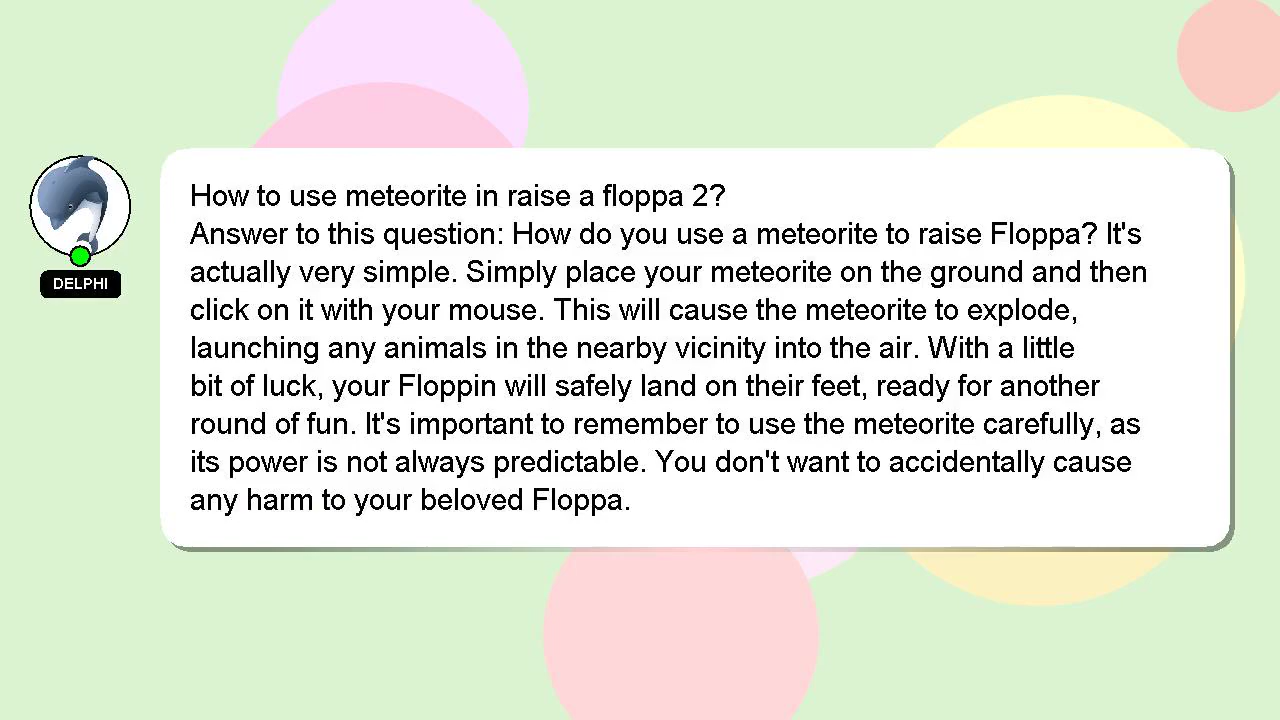 How to use meteorite in raise a floppa 2?
Answer to this question: How do you use a meteorite to raise Floppa? It's
actually very simple. Simply place your meteorite on the ground and then
click on it with your mouse. This will cause the meteorite to explode,
launching any animals in the nearby vicinity into the air. With a little
bit of luck, your Floppin will safely land on their feet, ready for another
round of fun. It's important to remember to use the meteorite carefully, as
its power is not always predictable. You don't want to accidentally cause
any harm to your beloved Floppa.
DELPHI